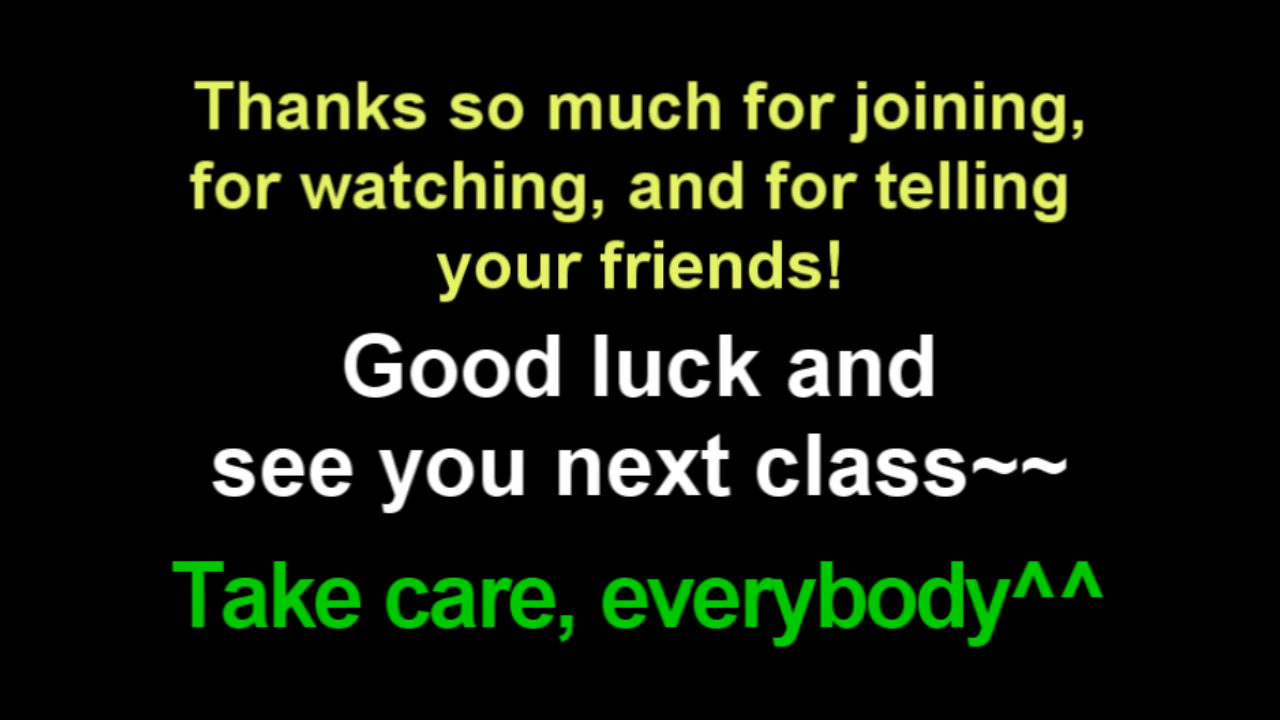 Thanks so much for joining,
for watching, and for telling
your friends!
Good luck and
see you next class~~
Take care, everybody^^